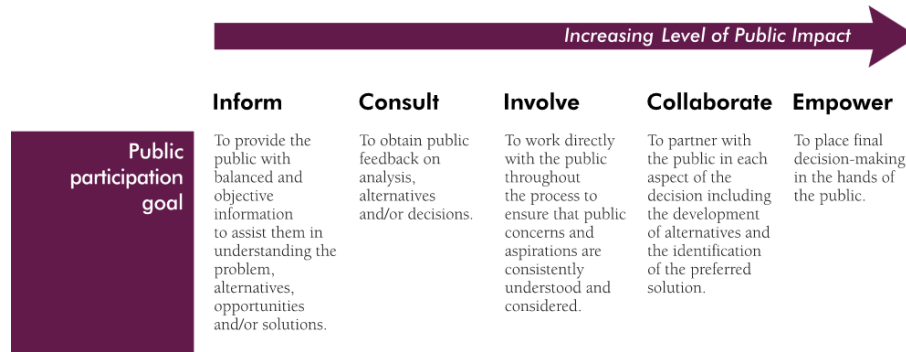 Increasing Level of Public Impact
Inform
Consult
Involve
Collaborate
Empower
Public
participation
goal
To provide the
public with
balanced and
objective
information
to assist them in
understanding the
problem,
alternatives,
opportunities
and/or solutions.
To obtain public
feedback on
analysis,
alternatives
and/or decisions.
To work directly
with the public
throughout
the process to
ensure that public
concerns and
aspirations are
consistently
understood and
considered.
To partner with
the public in each
aspect of the
decision including
the development
of alternatives and
the identification
of the preferred
solution.
To place final
decision-making
in the hands of
the public.